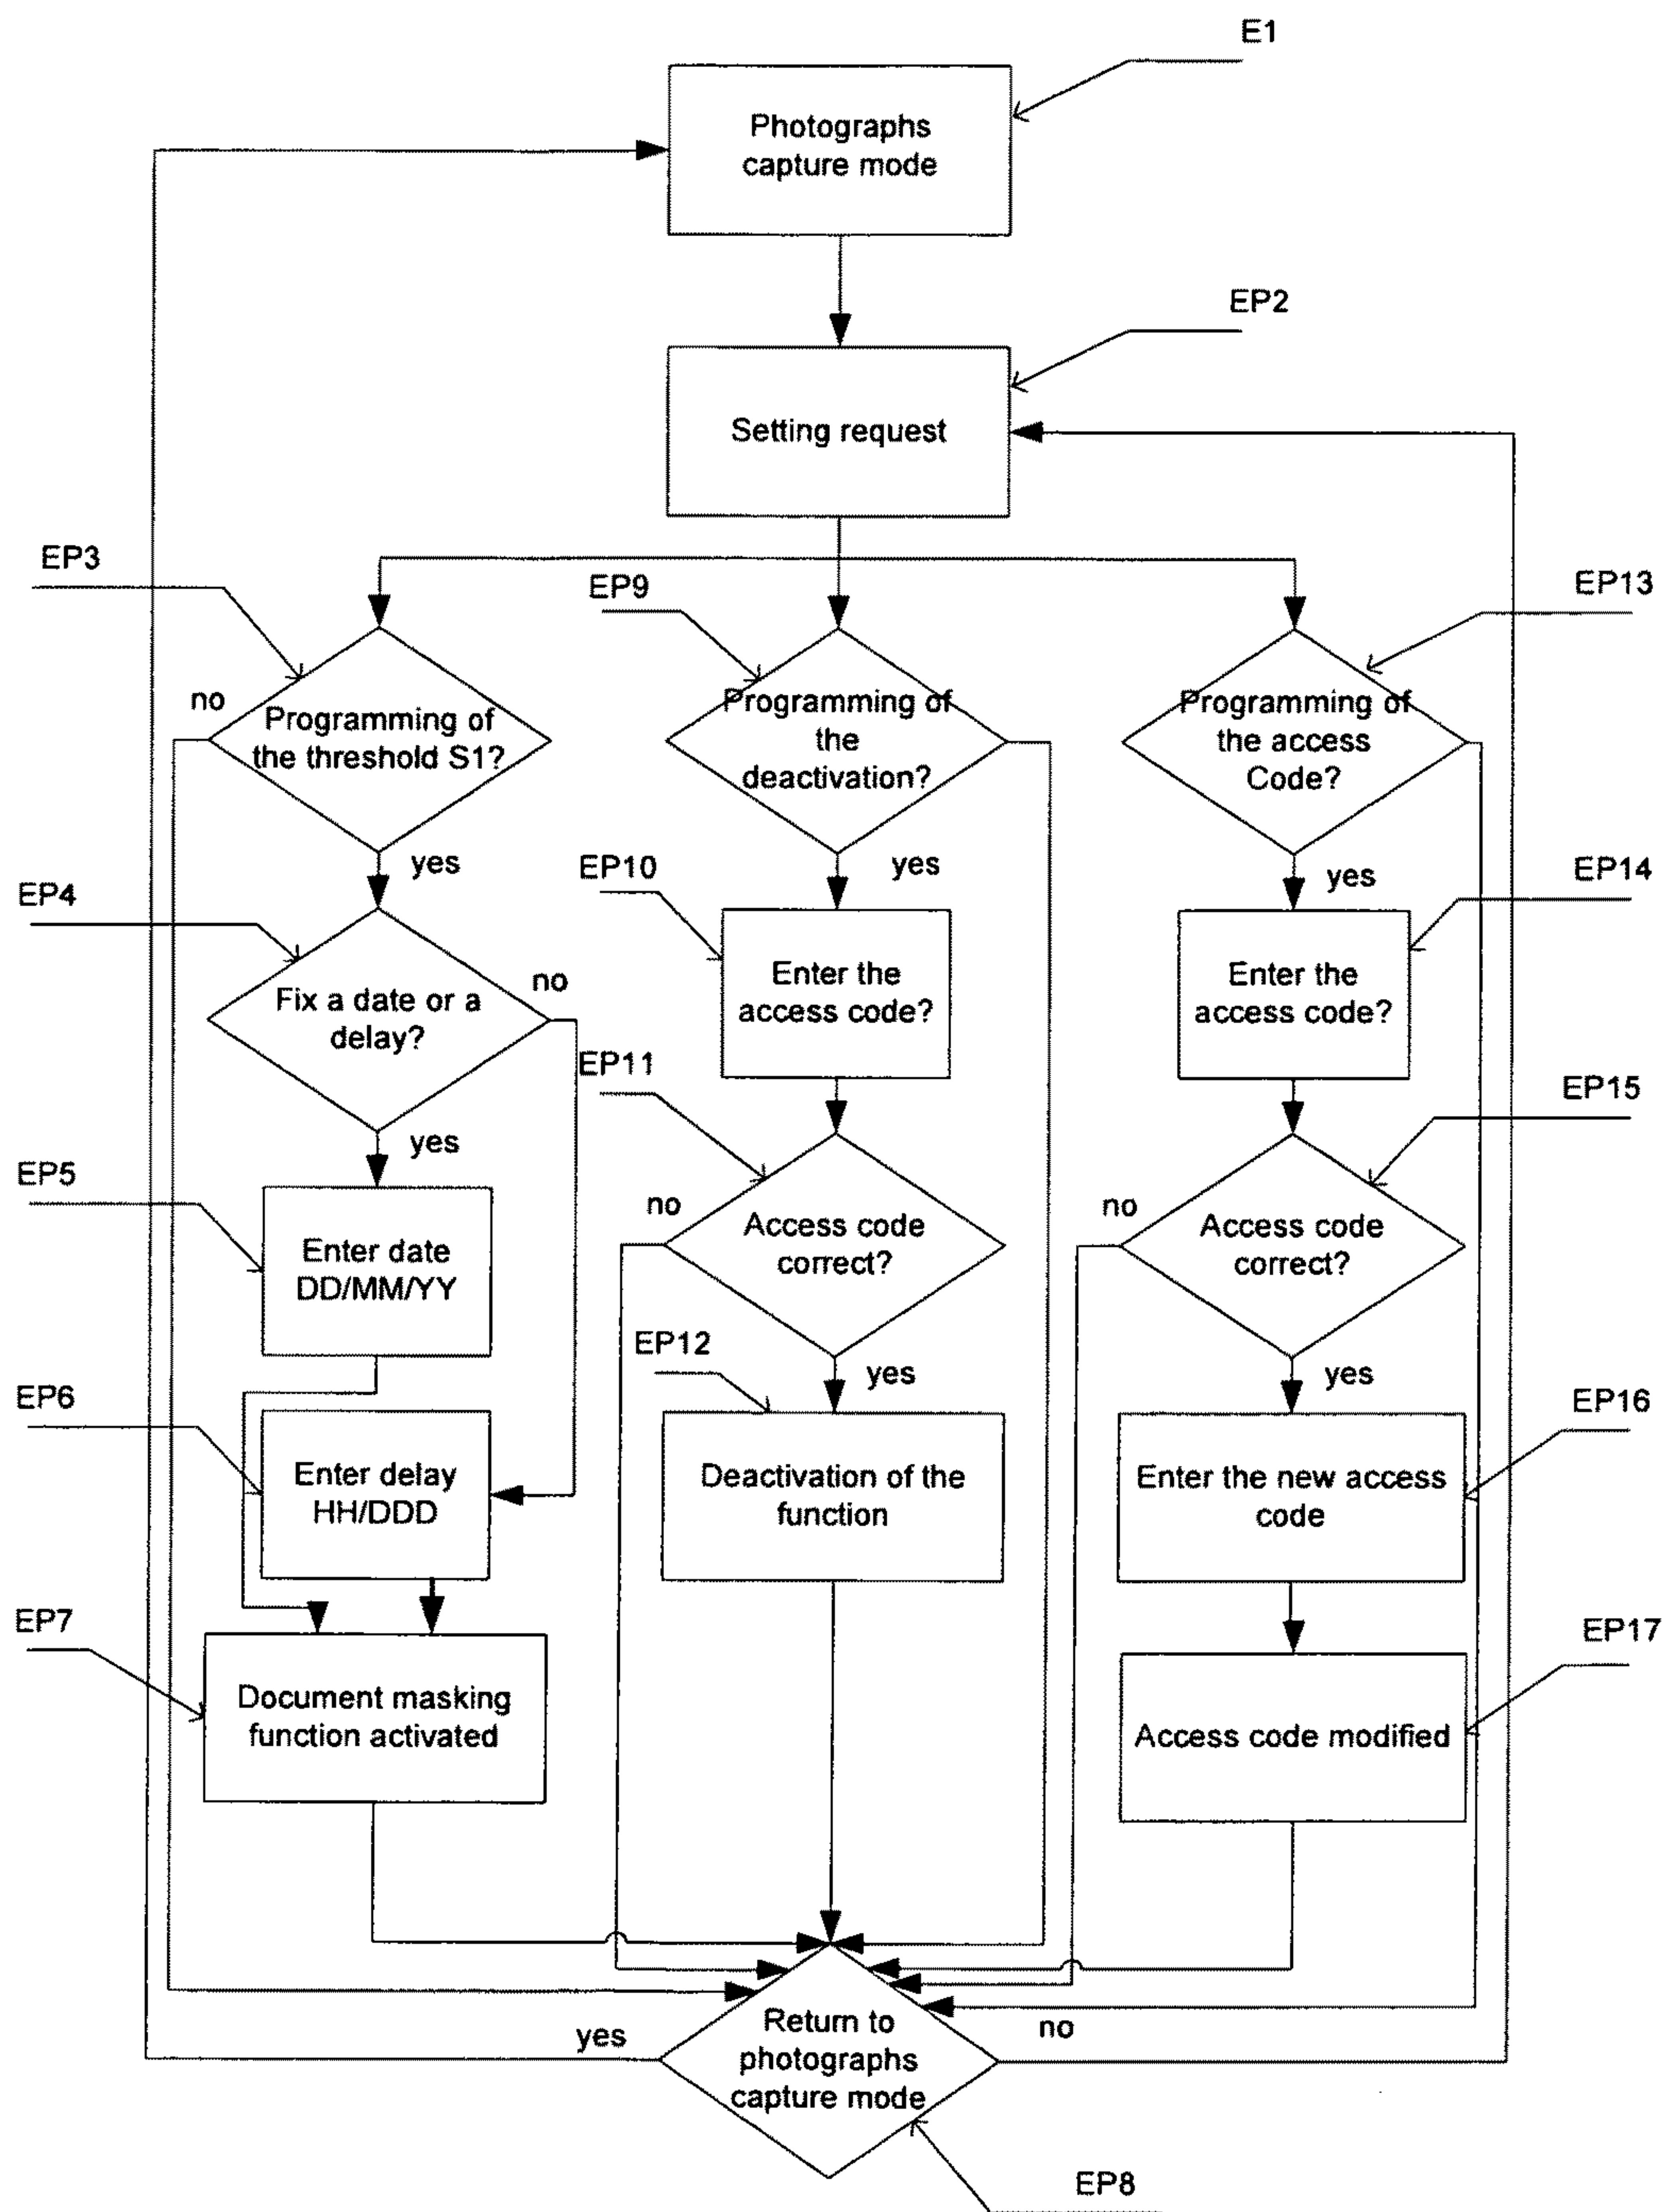 E1
Photographs
capture mode
EP2
Setting request
EP3
EP9
EP13
no
Programming of
the threshold S1?
Programming of
the
deactivation?
Programming of
the access
Code?
yes
yes
yes
EP4
EP10
EP14
Fix a date or a
delay?
no
Enter the
access code?
Enter the
access code?
EP11
EP15
yes
EP5
no
no
Enter date
DD/MM/YY
Access code
correct?
Access code
correct?
EP12
yes
yes
EP6
EP16
Enter delay
HH/DDD
Deactivation of the
function
Enter the new access
code
EP7
EP17
Document masking
function activated
Access code modified
yes
no
Return to
photographs
capture mode
EP8